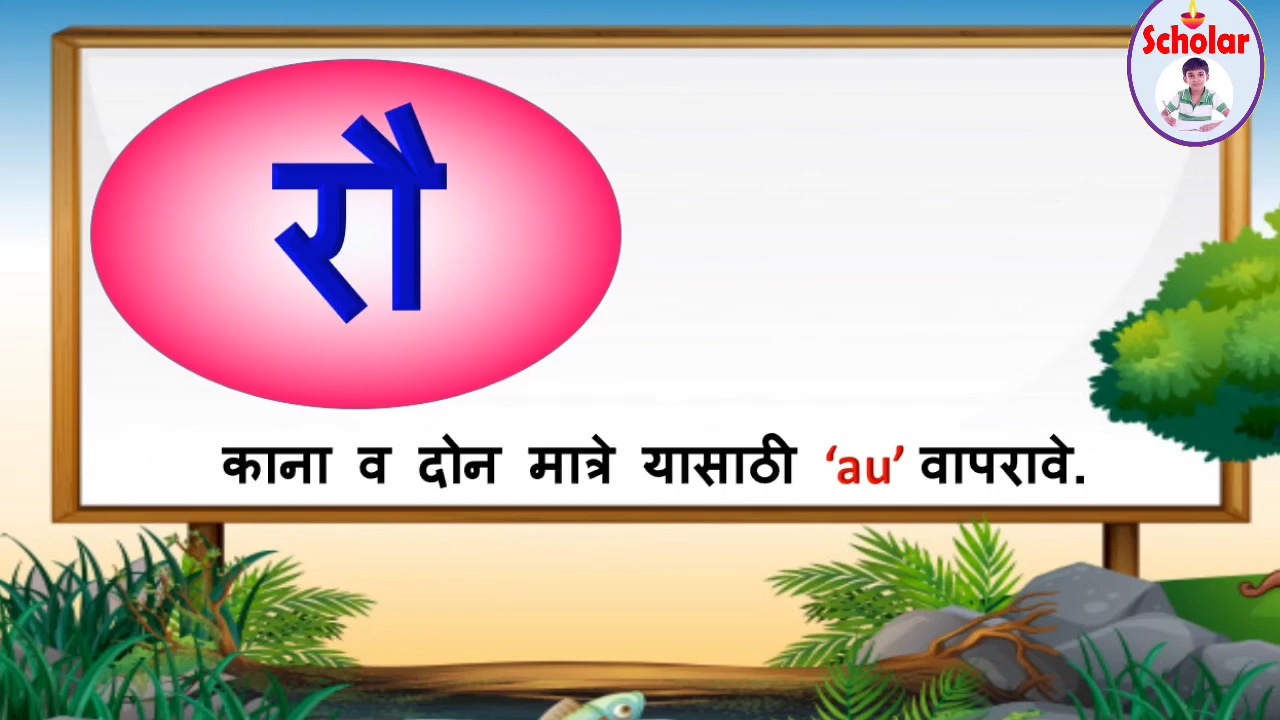 Scholar
रौ
काना व दोन मात्रे यासाठी ‘au’ वापरावे.